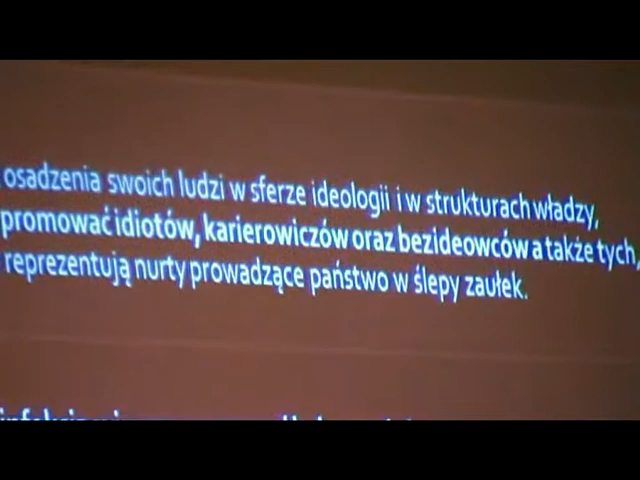 osadzenia swoich ludzi w sferze ideologii i w strukturach władzy,
promować idiotów, karierowiczów oraz bezideowców a także tych,
reprezentują nurty prowadzące państwo w ślepy zaułek.